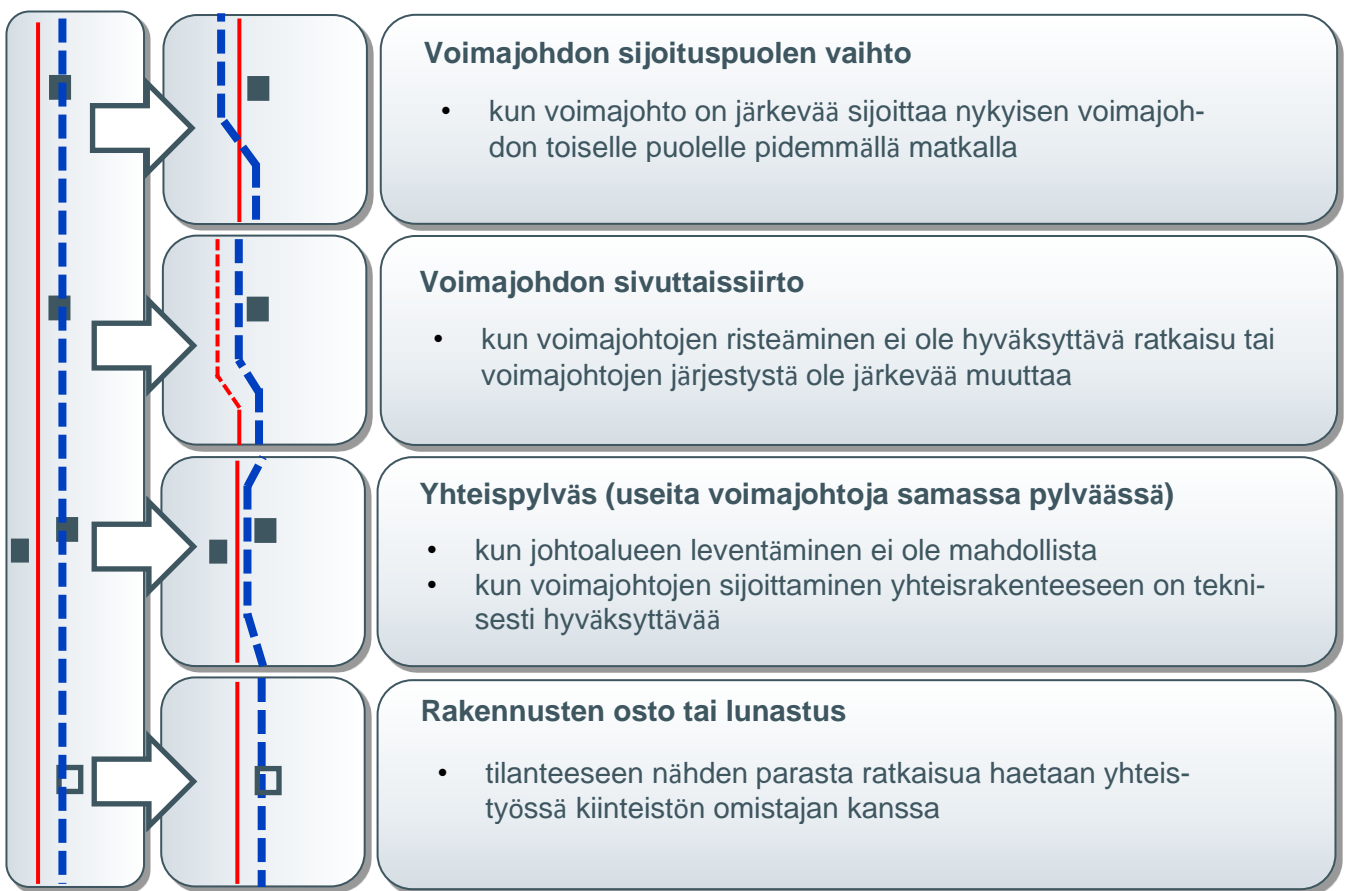 Voimajohdon sijoituspuolen vaihto
• kun voimajohto on järkevää sijoittaa nykyisen voimajoh-
don toiselle puolelle pidemmällä matkalla
Voimajohdon sivuttaissiirto
• kun voimajohtojen risteäminen ei ole hyväksyttävä ratkaisu tai
voimajohtojen järjestystä ole järkevää muuttaa
Yhteispylväs (useita voimajohtoja samassa pylväässä)
• kun johtoalueen leventäminen ei ole mahdollista
• kun voimajohtojen sijoittaminen yhteisrakenteeseen on tekni-
sesti hyväksyttävää
Rakennusten osto tai lunastus
• tilanteeseen nähden parasta ratkaisua haetaan yhteis-
työssä kiinteistön omistajan kanssa